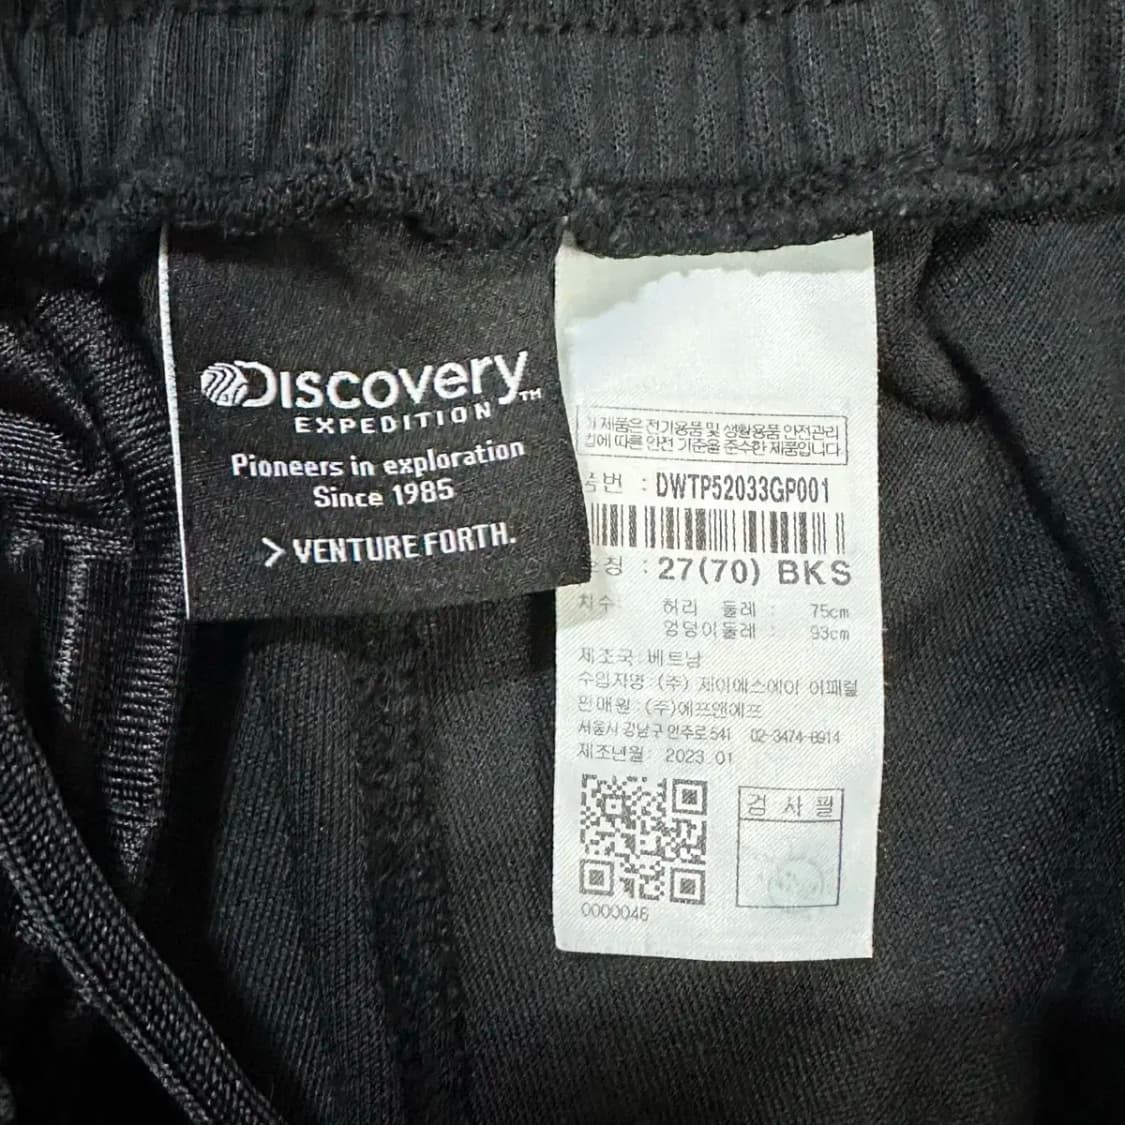 DISCOVERY™
EXPEDITION
Pioneers in exploration
Since 1985
> VENTURE FORTH.
제품은 전기용품 및 생활용품 안전관리
법에 따른 안전 기준을 준수한 제품입니다.
품번 : DWTP52033GP001
호칭 : 27(70) BKS
치수: 허리 둘레 : 75cm
엉덩이둘레 : 93cm
제조국: 베트남
수입자명 : (주) 제이에스에이 어패럴
판매원 : (주)에프앤에프
서울시 강남구 언주로 541 02-3474-6914
제조년월: 2023.01
검 사 필
0000046